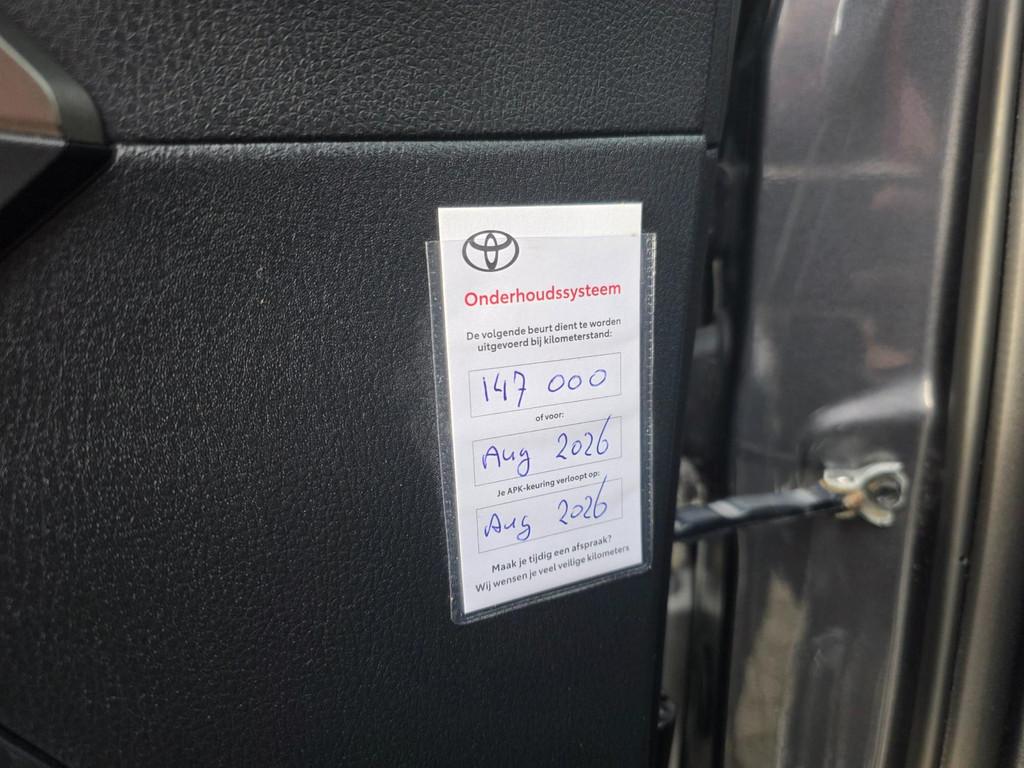 Onderhoudssysteem
De volgende beurt dient te worden
uitgevoerd bij kilometerstand:
147 000
of voor:
Aug 2026
Je APK-keuring verloopt op:
Aug 2026
Maak je tijdig een afspraak?
Wij wensen je veel veilige kilometers